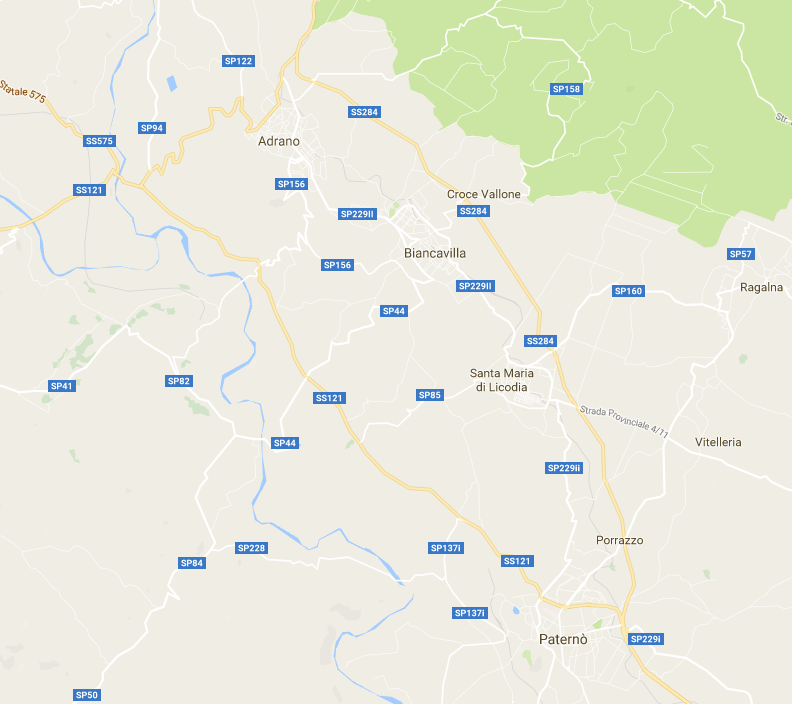 SP122
Statale 575
SP158
SS284
Str.
SP94
SS575
Adrano
SP156
SS121
Croce Vallone
SP229II
SS284
Biancavilla
SP57
SP156
SP229II
Ragalna
SP160
SP44
SS284
Santa Maria
di Licodia
SP82
SP41
SP85
SS121
Strada Provinciale 4/11
SP44
Vitelleria
SP229ii
Porrazzo
SP228
SP137i
SP84
SS121
SP137i
Paternò
SP229i
SP50